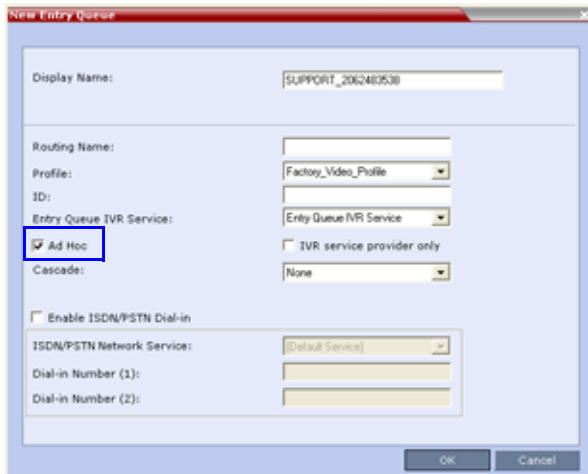 New Entry Queue
Display Name: SUPPORT_2062483538
Routing Name:
Profile: Factory_Video_Profile
ID:
Entry Queue IVR Service: Entry Queue IVR Service
Ad Hoc IVR service provider only
Cascade: None
Enable ISDN/PSTN Dial-in
ISDN/PSTN Network Service: [Default Service]
Dial-in Number (1):
Dial-in Number (2):
OK Cancel